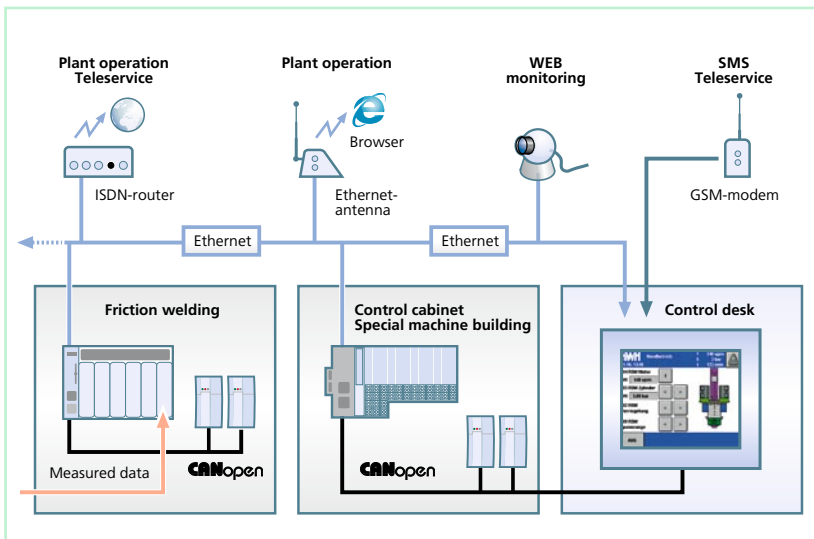 Plant operation
Teleservice
Plant operation
WEB
monitoring
SMS
Teleservice
Browser
ISDN-router
Ethernet-
antenna
GSM-modem
Ethernet
Ethernet
Friction welding
Control cabinet
Special machine building
Control desk
Measured data
CANopen
CANopen